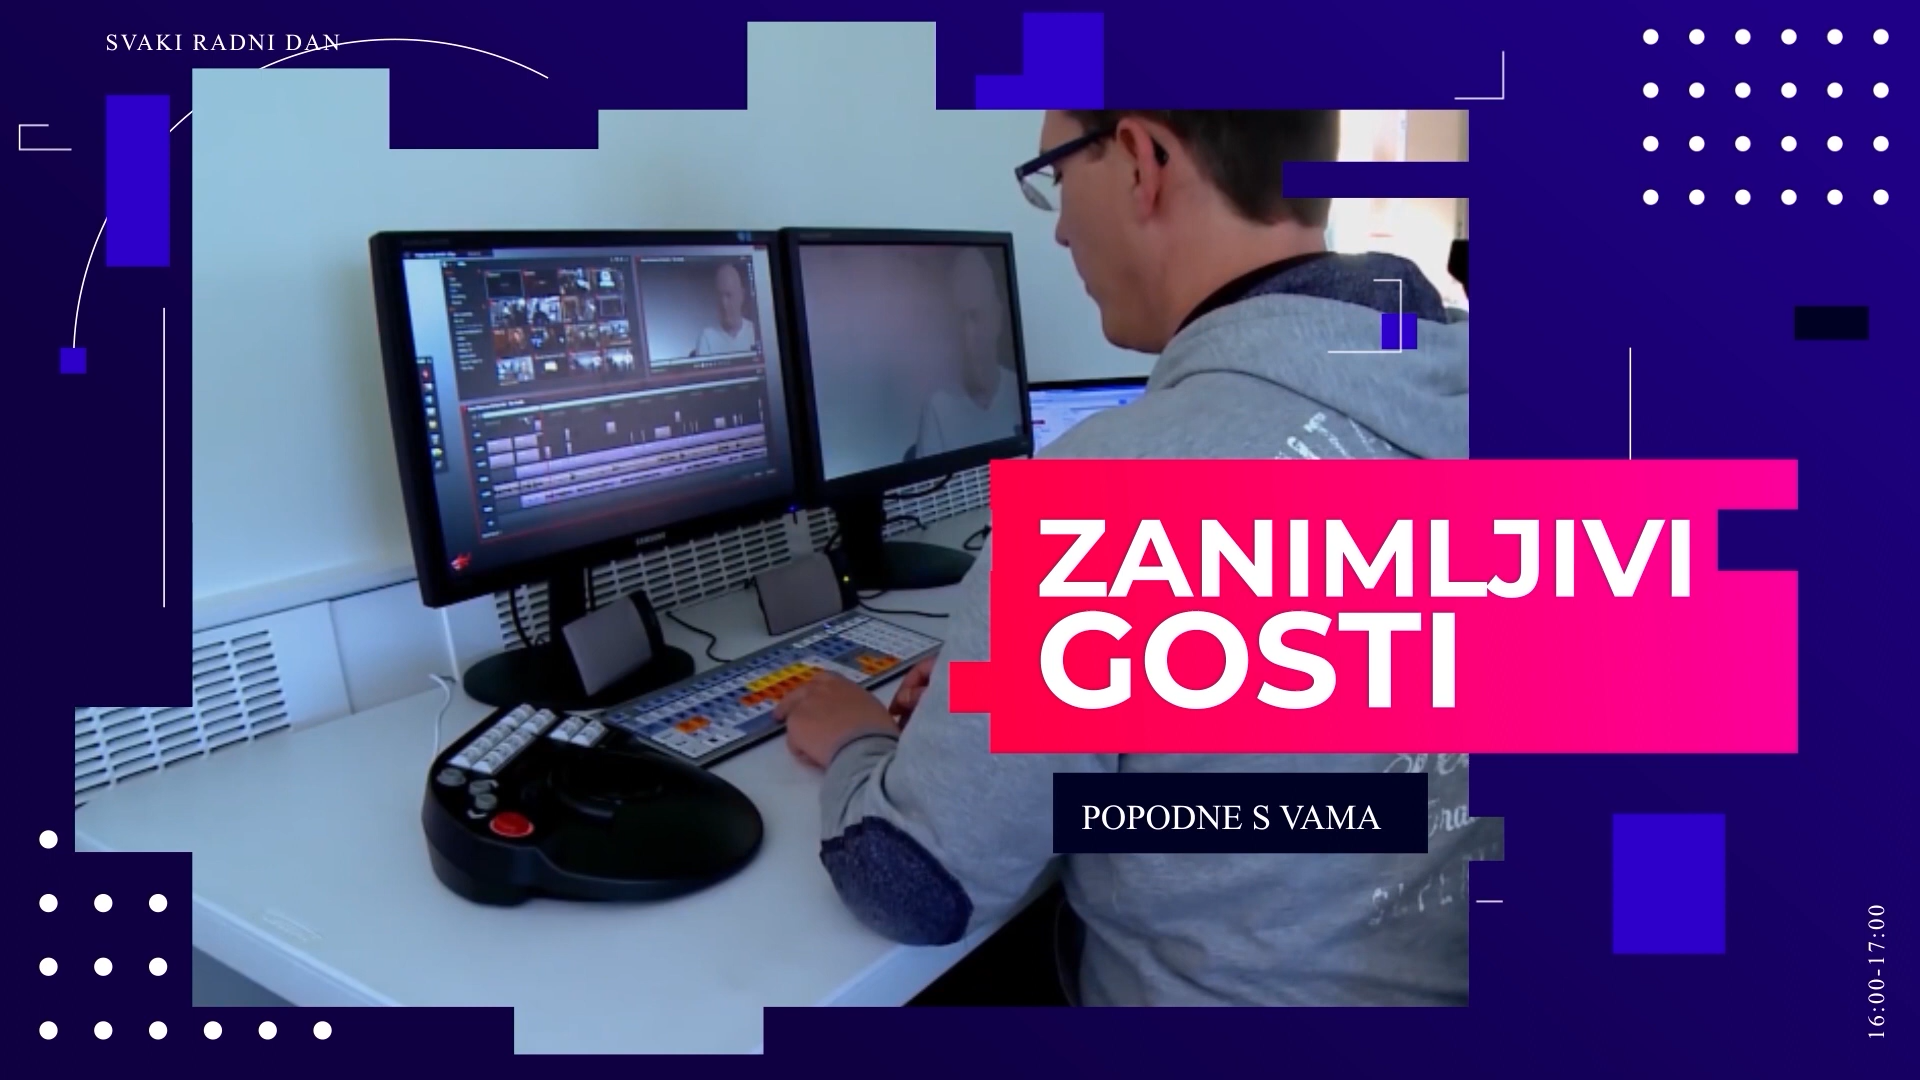 SVAKI RADNI DAN
ZANIMLJIVI
GOSTI
POPODNE S VAMA
16:00-17:00